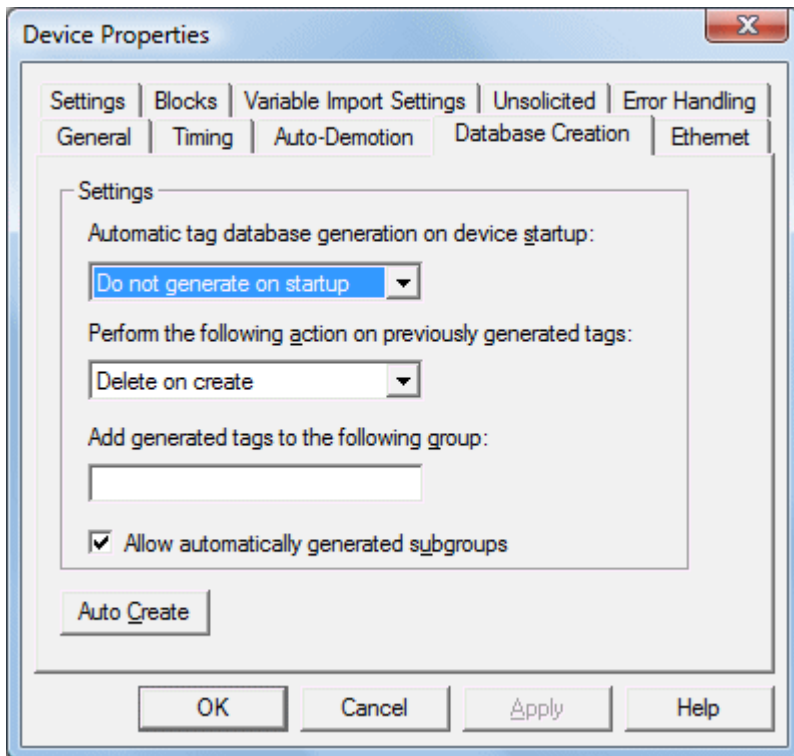 Device Properties
X
Settings Blocks Variable Import Settings Unsolicited Error Handling
General Timing Auto-Demotion Database Creation Ethernet
Settings
Automatic tag database generation on device startup:
Do not generate on startup
Perform the following action on previously generated tags:
Delete on create
Add generated tags to the following group:
Allow automatically generated subgroups
Auto Create
OK Cancel Apply Help